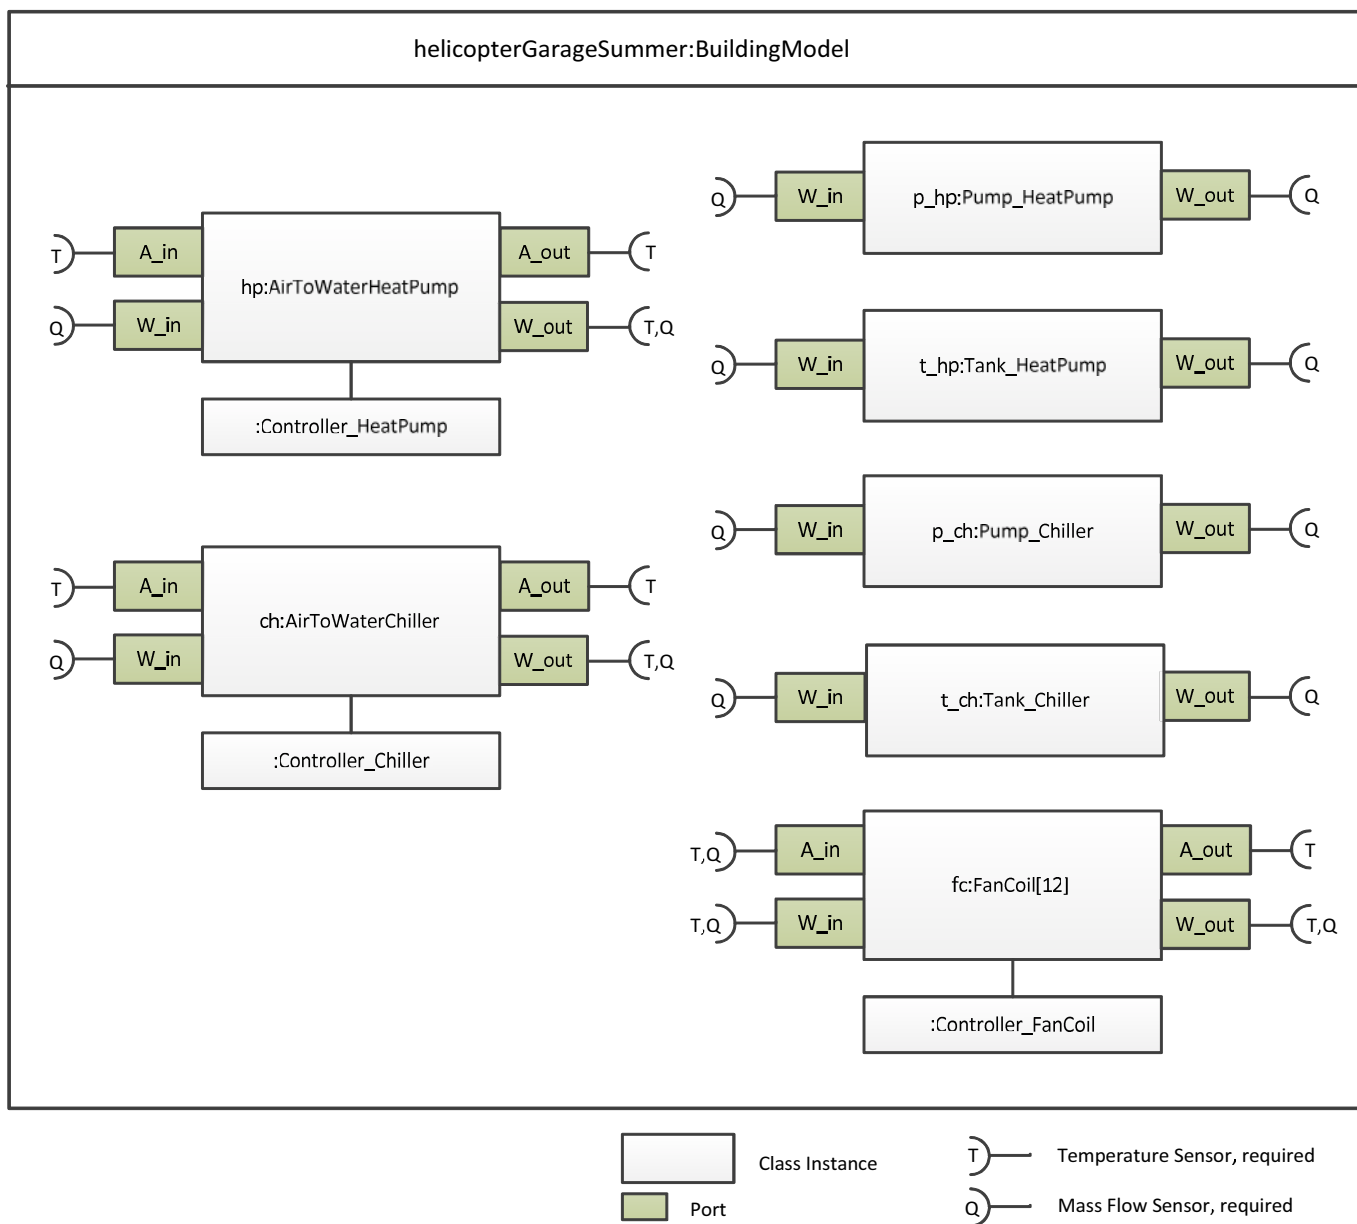 helicopterGarageSummer:BuildingModel
T A_in hp:AirToWaterHeatPump A_out T
Q W_in W_out T,Q
:Controller_HeatPump
T A_in ch:AirToWaterChiller A_out T
Q W_in W_out T,Q
:Controller_Chiller
Q W_in p_hp:Pump_HeatPump W_out Q
Q W_in t_hp:Tank_HeatPump W_out Q
Q W_in p_ch:Pump_Chiller W_out Q
Q W_in t_ch:Tank_Chiller W_out Q
T,Q A_in fc:FanCoil[12] A_out T
T,Q W_in W_out T,Q
:Controller_FanCoil
Class Instance
Port
T Temperature Sensor, required
Q Mass Flow Sensor, required